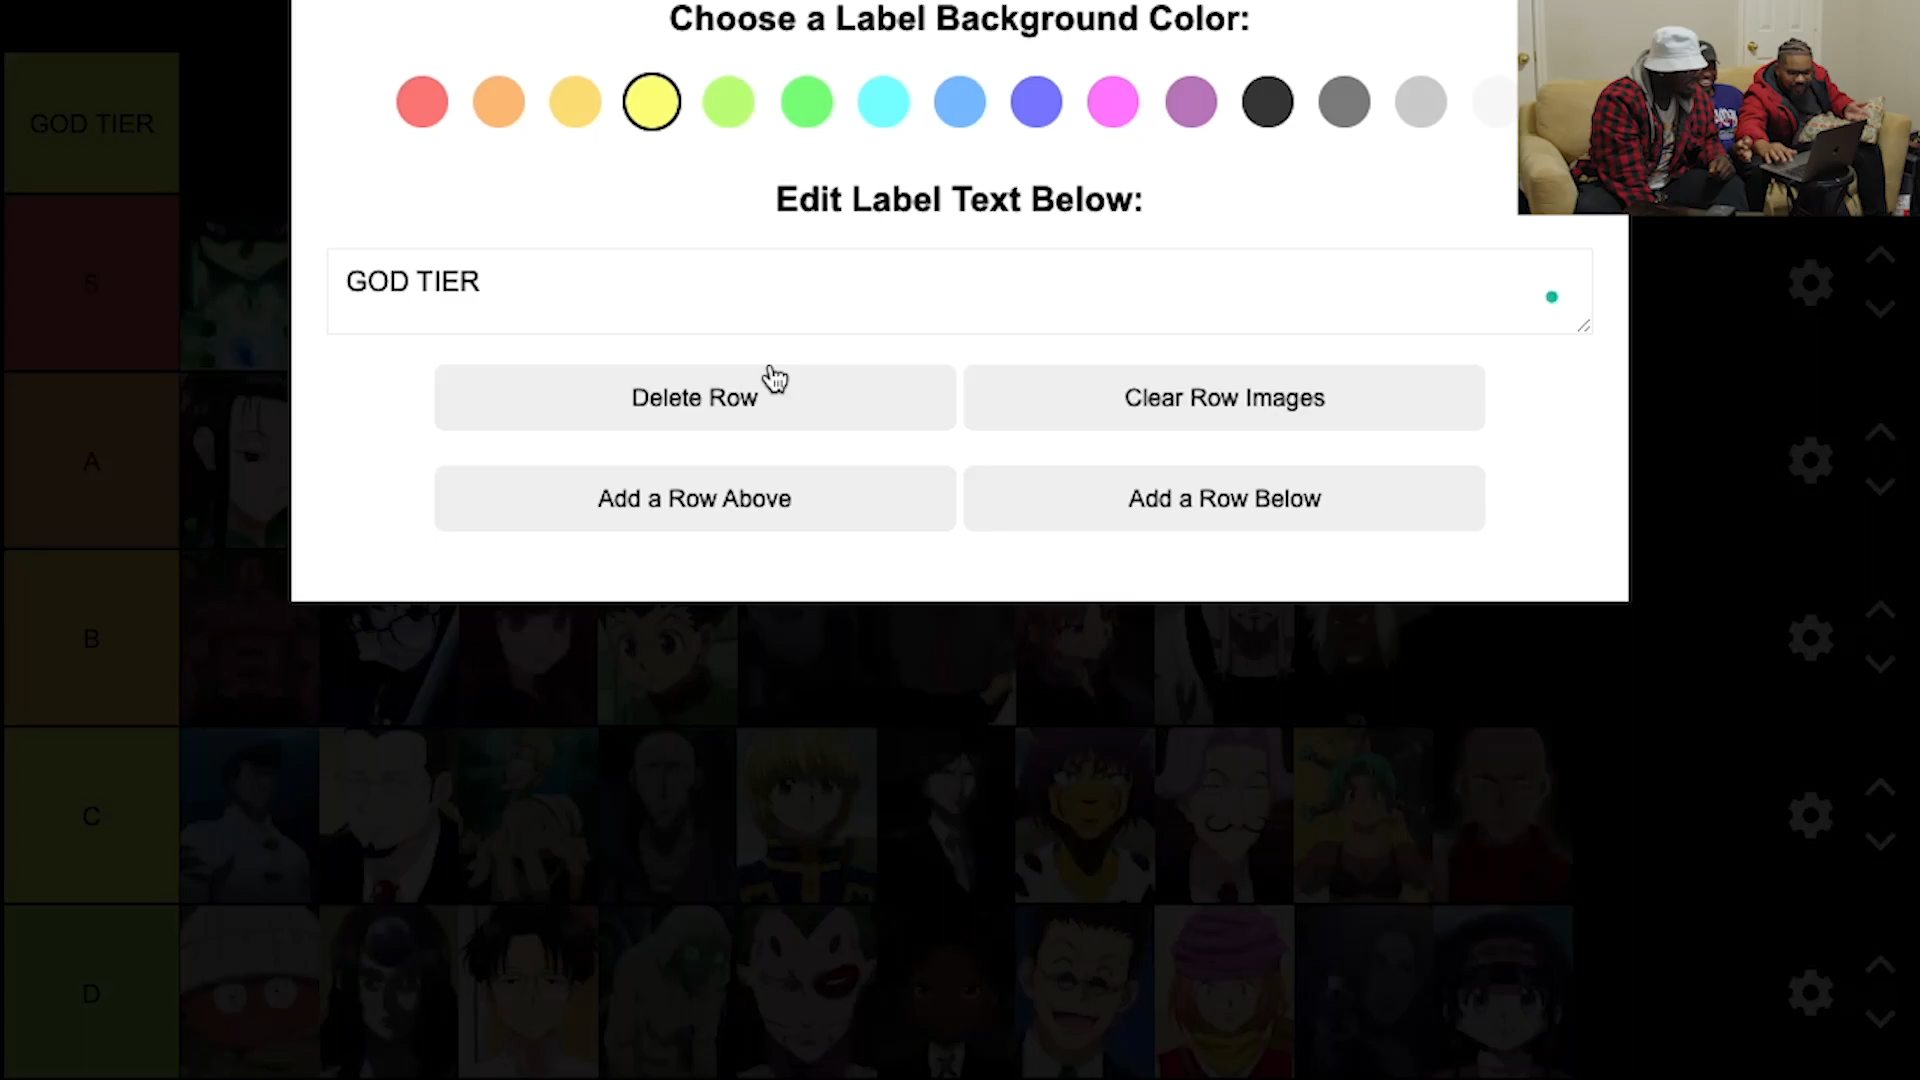 Choose a Label Background Color:
GOD TIER
Edit Label Text Below:
GOD TIER
S
Delete Row
Clear Row Images
A
Add a Row Above
Add a Row Below
B
C
D